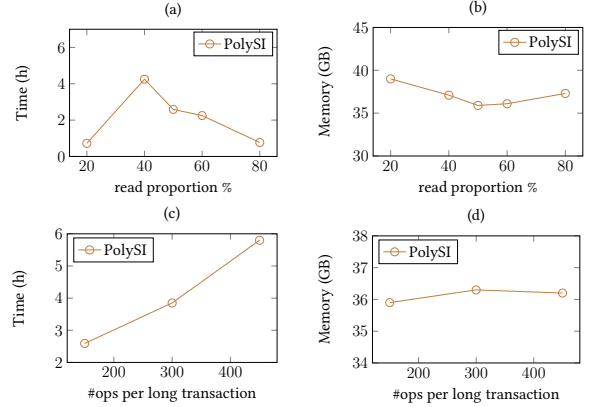 (a)
PolySI
Time (h)
6
4
2
0
20 40 60 80
read proportion %
(b)
PolySI
Memory (GB)
45
40
35
30
20 40 60 80
read proportion %
(c)
PolySI
Time (h)
6
5
4
3
2
200 300 400
#ops per long transaction
(d)
PolySI
Memory (GB)
38
37
36
35
34
200 300 400
#ops per long transaction